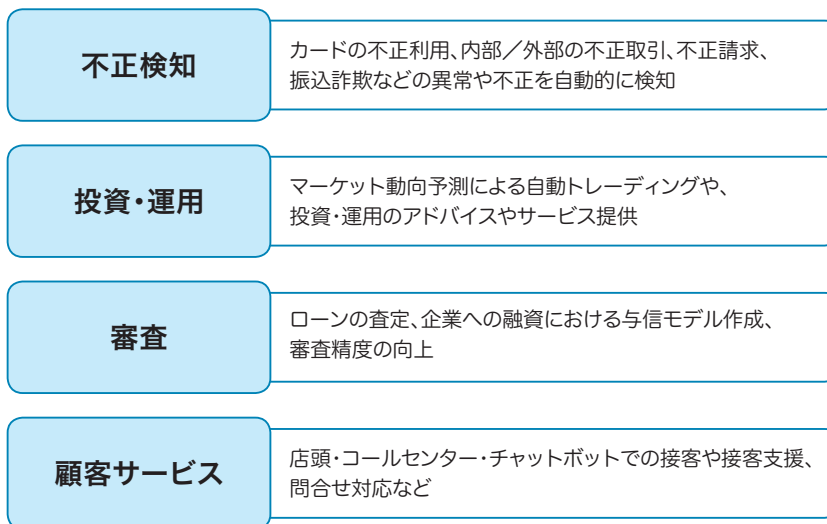 不正検知
カードの不正利用、内部／外部の不正取引、不正請求、
振込詐欺などの異常や不正を自動的に検知
投資・運用
マーケット動向予測による自動トレーディングや、
投資・運用のアドバイスやサービス提供
審査
ローンの査定、企業への融資における与信モデル作成、
審査精度の向上
顧客サービス
店頭・コールセンター・チャットボットでの接客や接客支援、
問合せ対応など